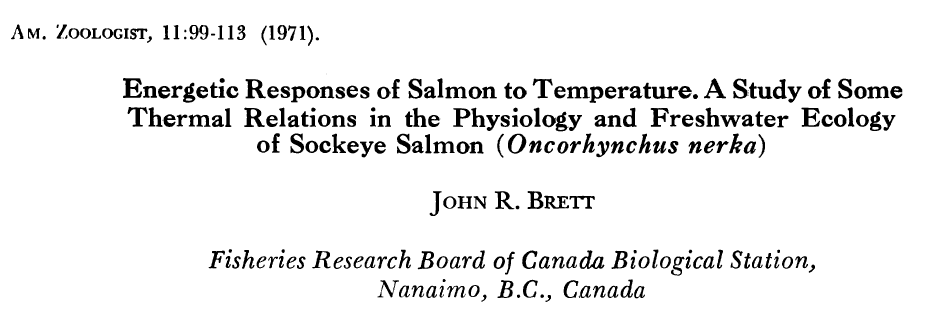 AM. ZOOLOGIST, 11:99-113 (1971).
Energetic Responses of Salmon to Temperature. A Study of Some
Thermal Relations in the Physiology and Freshwater Ecology
of Sockeye Salmon (Oncorhynchus nerka)
JOHN R. BRETT
Fisheries Research Board of Canada Biological Station,
Nanaimo, B.C., Canada